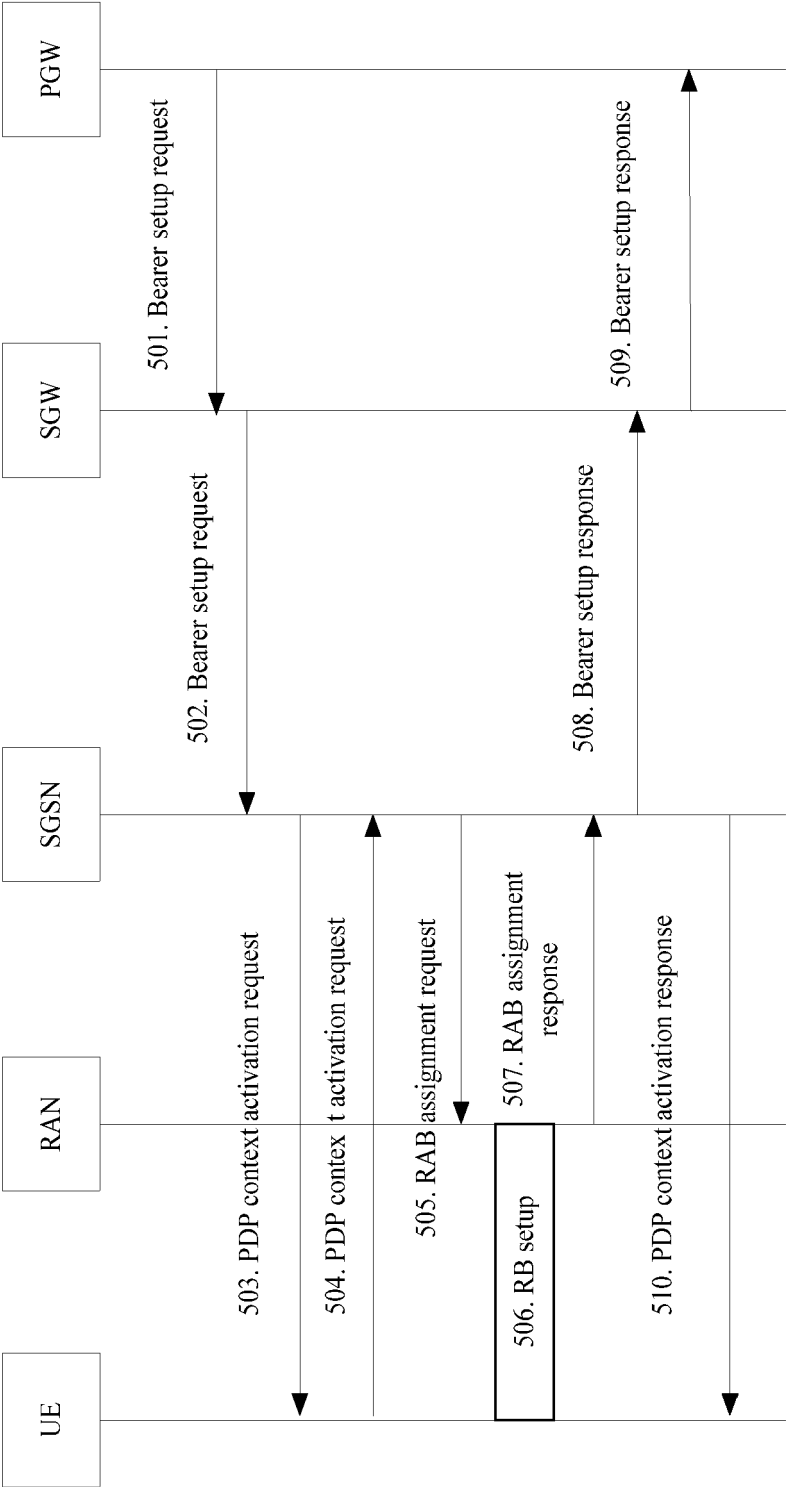 UE
RAN
SGSN
SGW
PGW
501. Bearer setup request
502. Bearer setup request
503. PDP context activation request
504. PDP contex t activation request
505. RAB assignment request
506. RB setup
507. RAB assignment
response
508. Bearer setup response
509. Bearer setup response
510. PDP context activation response